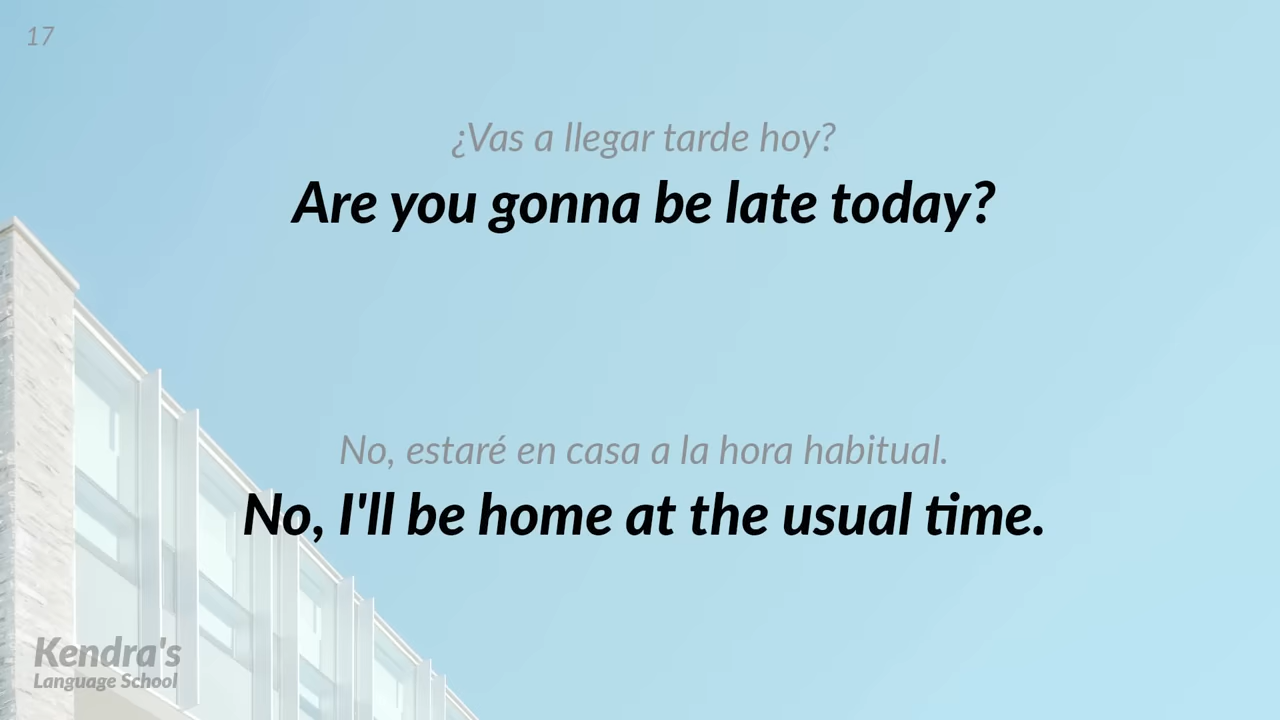 17
¿Vas a llegar tarde hoy?
Are you gonna be late today?
No, estaré en casa a la hora habitual.
No, I'll be home at the usual time.
Kendra's
Language School